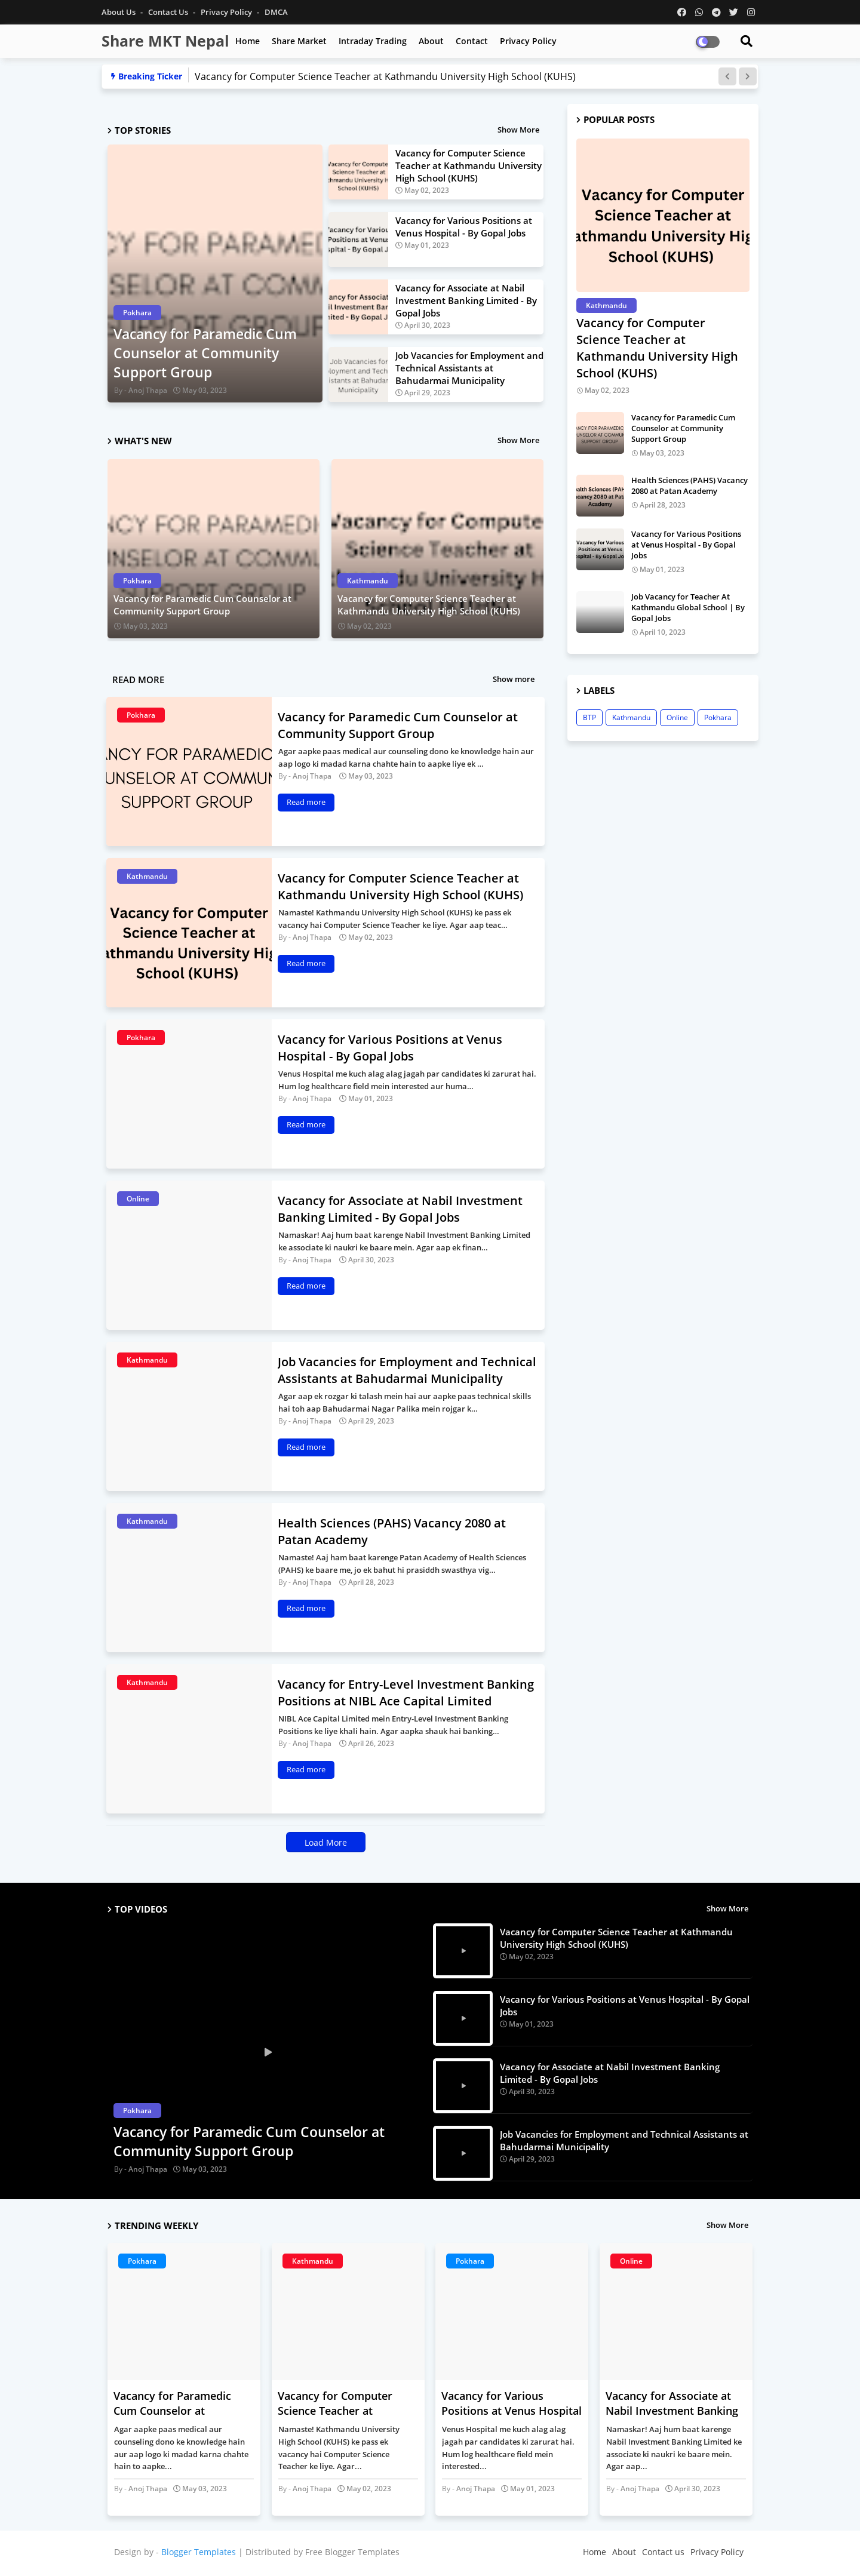 About Us - Contact Us - Privacy Policy - DMCA
Share MKT Nepal
Home Share Market Intraday Trading About Contact Privacy Policy
Breaking Ticker
Vacancy for Computer Science Teacher at Kathmandu University High School (KUHS)
TOP STORIES
Show More
Pokhara
Vacancy for Paramedic Cum
Counselor at Community
Support Group
By - Anoj Thapa May 03, 2023
Vacancy for Computer Science
Teacher at Kathmandu University
High School (KUHS)
May 02, 2023
Vacancy for Various Positions at
Venus Hospital - By Gopal Jobs
May 01, 2023
Vacancy for Associate at Nabil
Investment Banking Limited - By
Gopal Jobs
April 30, 2023
Job Vacancies for Employment and
Technical Assistants at
Bahudarmai Municipality
April 29, 2023
WHAT'S NEW
Show More
Pokhara
Vacancy for Paramedic Cum Counselor at
Community Support Group
May 03, 2023
Kathmandu
Vacancy for Computer Science Teacher at
Kathmandu University High School (KUHS)
May 02, 2023
READ MORE
Show more
Pokhara
Vacancy for Paramedic Cum Counselor at
Community Support Group
Agar aapke paas medical aur counseling dono ke knowledge hain aur
aap logo ki madad karna chahte hain to aapke liye ek ...
By - Anoj Thapa May 03, 2023
Read more
Kathmandu
Vacancy for Computer
Science Teacher at
School (KUHS)
Vacancy for Computer Science Teacher at
Kathmandu University High School (KUHS)
Namaste! Kathmandu University High School (KUHS) ke pass ek
vacancy hai Computer Science Teacher ke liye. Agar aap teac...
By - Anoj Thapa May 02, 2023
Read more
Pokhara
Vacancy for Various Positions at Venus
Hospital - By Gopal Jobs
Venus Hospital me kuch alag alag jagah par candidates ki zarurat hai.
Hum log healthcare field mein interested aur huma...
By - Anoj Thapa May 01, 2023
Read more
Online
Vacancy for Associate at Nabil Investment
Banking Limited - By Gopal Jobs
Namaskar! Aaj hum baat karenge Nabil Investment Banking Limited
ke associate ki naukri ke baare mein. Agar aap ek finan...
By - Anoj Thapa April 30, 2023
Read more
Kathmandu
Job Vacancies for Employment and Technical
Assistants at Bahudarmai Municipality
Agar aap ek rozgar ki talash mein hai aur aapke paas technical skills
hai toh aap Bahudarmai Nagar Palika mein rojgar k...
By - Anoj Thapa April 29, 2023
Read more
Kathmandu
Health Sciences (PAHS) Vacancy 2080 at
Patan Academy
Namaste! Aaj ham baat karenge Patan Academy of Health Sciences
(PAHS) ke baare me, jo ek bahut hi prasiddh swasthya vig...
By - Anoj Thapa April 28, 2023
Read more
Kathmandu
Vacancy for Entry-Level Investment Banking
Positions at NIBL Ace Capital Limited
NIBL Ace Capital Limited mein Entry-Level Investment Banking
Positions ke liye khali hain. Agar aapka shauk hai banking...
By - Anoj Thapa April 26, 2023
Read more
Load More
POPULAR POSTS
Vacancy for Computer
Science Teacher at
School (KUHS)
Kathmandu
Vacancy for Computer
Science Teacher at
Kathmandu University High
School (KUHS)
May 02, 2023
Vacancy for Paramedic Cum
Counselor at Community
Support Group
May 03, 2023
Health Sciences (PAHS) Vacancy
2080 at Patan Academy
April 28, 2023
Vacancy for Various Positions
at Venus Hospital - By Gopal
Jobs
May 01, 2023
Job Vacancy for Teacher At
Kathmandu Global School | By
Gopal Jobs
April 10, 2023
LABELS
BTP Kathmandu Online Pokhara
TOP VIDEOS
Show More
Pokhara
Vacancy for Paramedic Cum Counselor at
Community Support Group
By - Anoj Thapa May 03, 2023
Vacancy for Computer Science Teacher at Kathmandu
University High School (KUHS)
May 02, 2023
Vacancy for Various Positions at Venus Hospital - By Gopal
Jobs
May 01, 2023
Vacancy for Associate at Nabil Investment Banking
Limited - By Gopal Jobs
April 30, 2023
Job Vacancies for Employment and Technical Assistants at
Bahudarmai Municipality
April 29, 2023
TRENDING WEEKLY
Show More
Pokhara
Vacancy for Paramedic
Cum Counselor at
Agar aapke paas medical aur
counseling dono ke knowledge hain
aur aap logo ki madad karna chahte
hain to aapke...
By - Anoj Thapa May 03, 2023
Kathmandu
Vacancy for Computer
Science Teacher at
Namaste! Kathmandu University
High School (KUHS) ke pass ek
vacancy hai Computer Science
Teacher ke liye. Agar...
By - Anoj Thapa May 02, 2023
Pokhara
Vacancy for Various
Positions at Venus Hospital
Venus Hospital me kuch alag alag
jagah par candidates ki zarurat hai.
Hum log healthcare field mein
interested...
By - Anoj Thapa May 01, 2023
Online
Vacancy for Associate at
Nabil Investment Banking
Namaskar! Aaj hum baat karenge
Nabil Investment Banking Limited ke
associate ki naukri ke baare mein.
Agar aap...
By - Anoj Thapa April 30, 2023
Design by - Blogger Templates | Distributed by Free Blogger Templates
Home About Contact us Privacy Policy